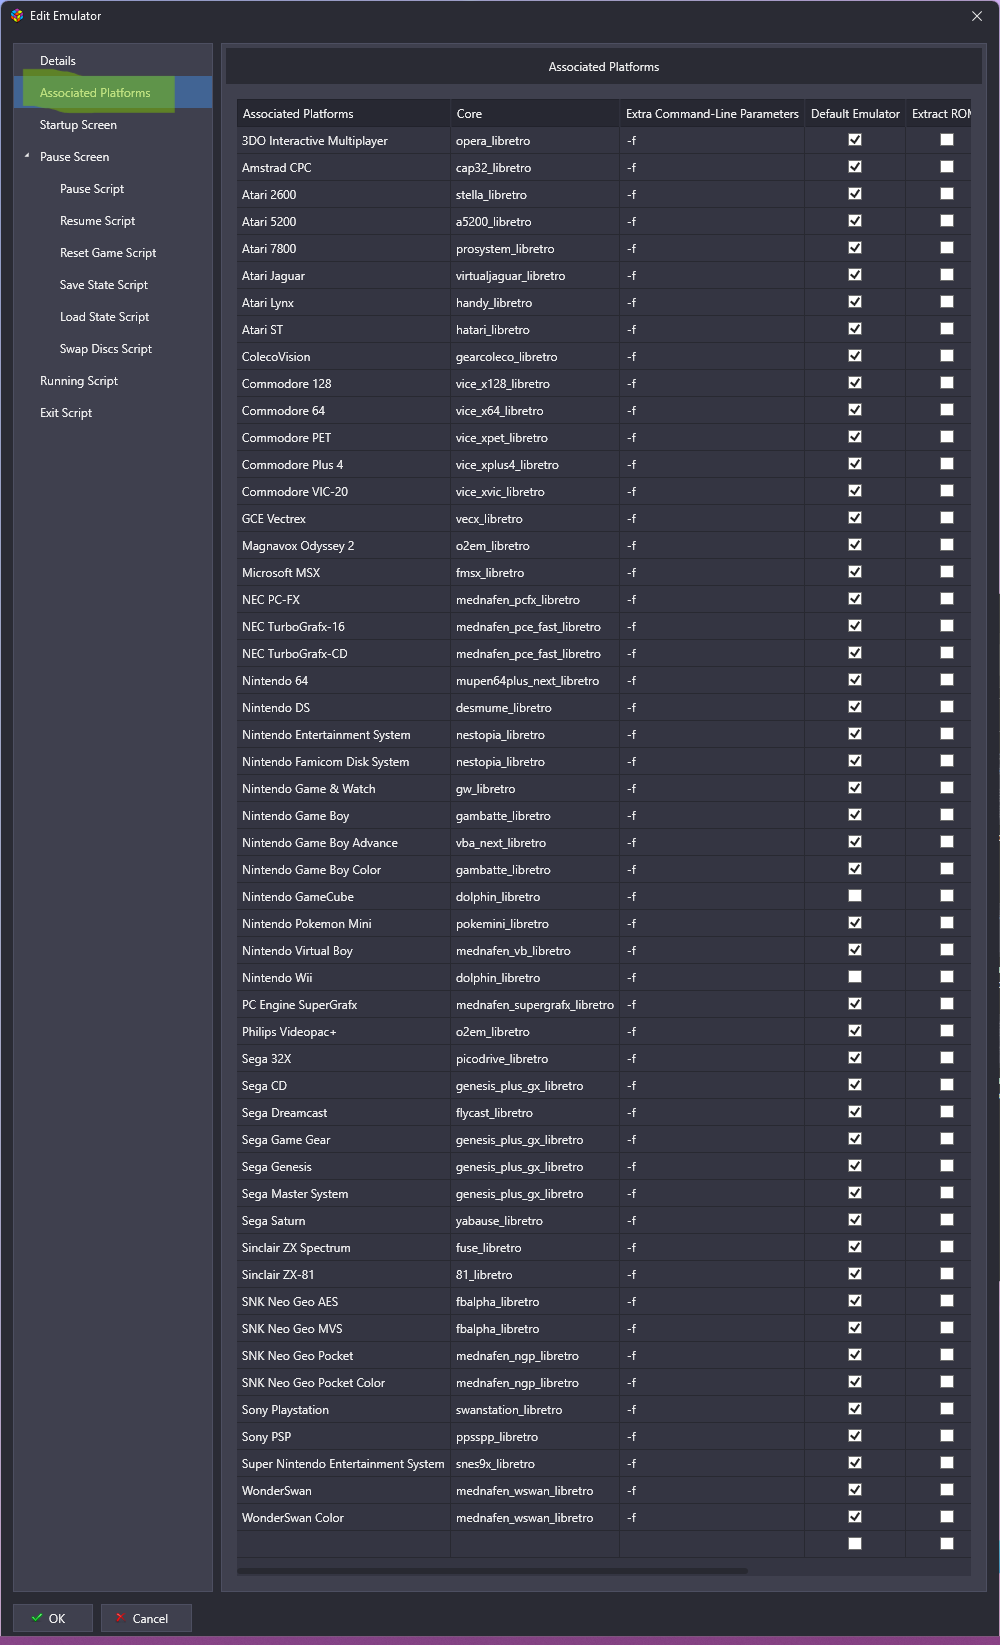 Edit Emulator
Details
Associated Platforms
Startup Screen
Pause Screen
Pause Script
Resume Script
Reset Game Script
Save State Script
Load State Script
Swap Discs Script
Running Script
Exit Script
Associated Platforms
Associated Platforms Core Extra Command-Line Parameters Default Emulator Extract ROM
3DO Interactive Multiplayer opera_libretro -f
Amstrad CPC cap32_libretro -f
Atari 2600 stella_libretro -f
Atari 5200 a5200_libretro -f
Atari 7800 prosystem_libretro -f
Atari Jaguar virtualjaguar_libretro -f
Atari Lynx handy_libretro -f
Atari ST hatari_libretro -f
ColecoVision gearcoleco_libretro -f
Commodore 128 vice_x128_libretro -f
Commodore 64 vice_x64_libretro -f
Commodore PET vice_xpet_libretro -f
Commodore Plus 4 vice_xplus4_libretro -f
Commodore VIC-20 vice_xvic_libretro -f
GCE Vectrex vecx_libretro -f
Magnavox Odyssey 2 o2em_libretro -f
Microsoft MSX fmsx_libretro -f
NEC PC-FX mednafen_pcfx_libretro -f
NEC TurboGrafx-16 mednafen_pce_fast_libretro -f
NEC TurboGrafx-CD mednafen_pce_fast_libretro -f
Nintendo 64 mupen64plus_next_libretro -f
Nintendo DS desmume_libretro -f
Nintendo Entertainment System nestopia_libretro -f
Nintendo Famicom Disk System nestopia_libretro -f
Nintendo Game & Watch gw_libretro -f
Nintendo Game Boy gambatte_libretro -f
Nintendo Game Boy Advance vba_next_libretro -f
Nintendo Game Boy Color gambatte_libretro -f
Nintendo GameCube dolphin_libretro -f
Nintendo Pokemon Mini pokemini_libretro -f
Nintendo Virtual Boy mednafen_vb_libretro -f
Nintendo Wii dolphin_libretro -f
PC Engine SuperGrafx mednafen_supergrafx_libretro -f
Philips Videopac+ o2em_libretro -f
Sega 32X picodrive_libretro -f
Sega CD genesis_plus_gx_libretro -f
Sega Dreamcast flycast_libretro -f
Sega Game Gear genesis_plus_gx_libretro -f
Sega Genesis genesis_plus_gx_libretro -f
Sega Master System genesis_plus_gx_libretro -f
Sega Saturn yabause_libretro -f
Sinclair ZX Spectrum fuse_libretro -f
Sinclair ZX-81 81_libretro -f
SNK Neo Geo AES fbalpha_libretro -f
SNK Neo Geo MVS fbalpha_libretro -f
SNK Neo Geo Pocket mednafen_ngp_libretro -f
SNK Neo Geo Pocket Color mednafen_ngp_libretro -f
Sony Playstation swanstation_libretro -f
Sony PSP ppsspp_libretro -f
Super Nintendo Entertainment System snes9x_libretro -f
WonderSwan mednafen_wswan_libretro -f
WonderSwan Color mednafen_wswan_libretro -f
OK Cancel